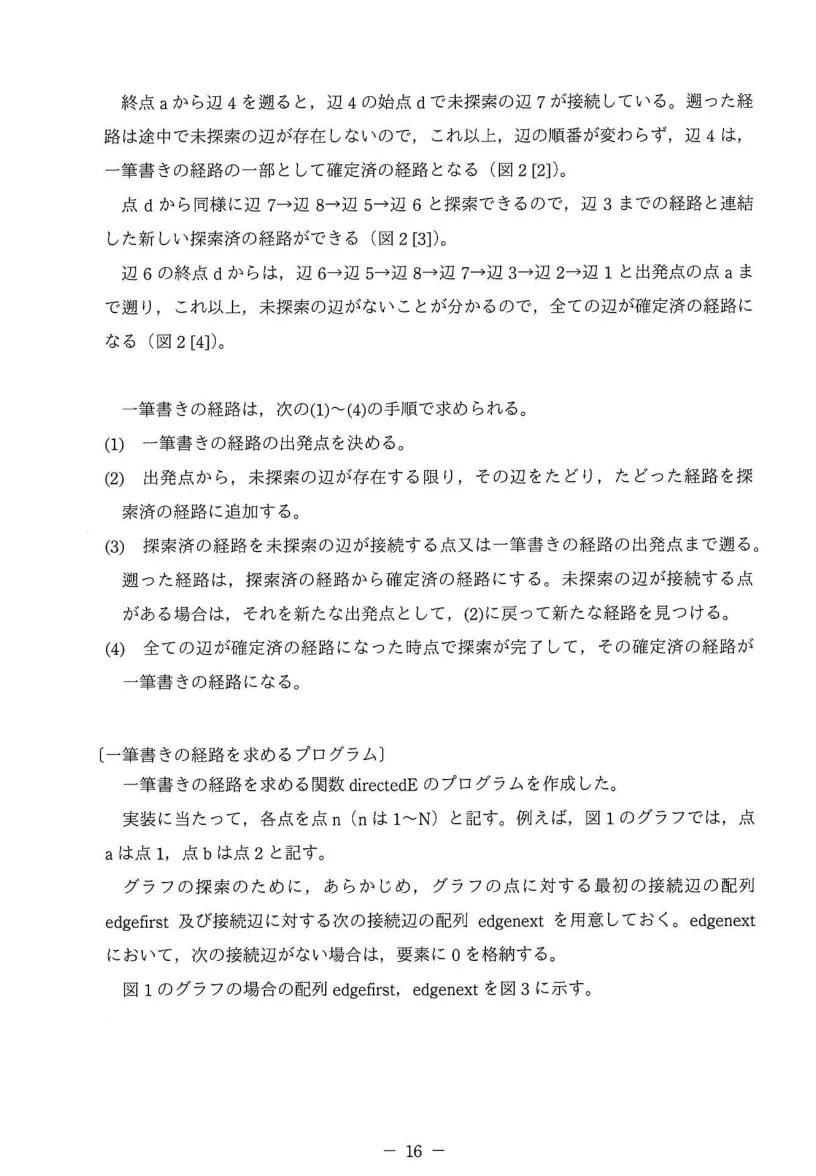 終点 a から辺 4 を遡ると，辺 4 の始点 d で未探索の辺 7 が接続している。遡った経
路は途中で未探索の辺が存在しないので，これ以上，辺の順番が変わらず，辺 4 は，
一筆書きの経路の一部として確定済の経路となる（図 2 [2]）。
点 d から同様に辺 7→辺 8→辺 5→辺 6 と探索できるので，辺 3 までの経路と連結
した新しい探索済の経路ができる（図 2 [3]）。
辺 6 の終点 d からは，辺 6→辺 5→辺 8→辺 7→辺 3→辺 2→辺 1 と出発点の点 a ま
で遡り，これ以上，未探索の辺がないことが分かるので，全ての辺が確定済の経路に
なる（図 2 [4]）。
一筆書きの経路は，次の(1)～(4)の手順で求められる。
(1) 一筆書きの経路の出発点を決める。
(2) 出発点から，未探索の辺が存在する限り，その辺をたどり，たどった経路を探
索済の経路に追加する。
(3) 探索済の経路を未探索の辺が接続する点又は一筆書きの経路の出発点まで遡る。
遡った経路は，探索済の経路から確定済の経路にする。未探索の辺が接続する点
がある場合は，それを新たな出発点として，(2)に戻って新たな経路を見つける。
(4) 全ての辺が確定済の経路になった時点で探索が完了して，その確定済の経路が
一筆書きの経路になる。
〔一筆書きの経路を求めるプログラム〕
一筆書きの経路を求める関数 directedE のプログラムを作成した。
実装に当たって，各点を点 n（n は 1～N）と記す。例えば，図 1 のグラフでは，点
a は点 1，点 b は点 2 と記す。
グラフの探索のために，あらかじめ，グラフの点に対する最初の接続辺の配列
edgefirst 及び接続辺に対する次の接続辺の配列 edgenext を用意しておく。edgenext
において，次の接続辺がない場合は，要素に 0 を格納する。
図 1 のグラフの場合の配列 edgefirst，edgenext を図 3 に示す。
－ 16 －